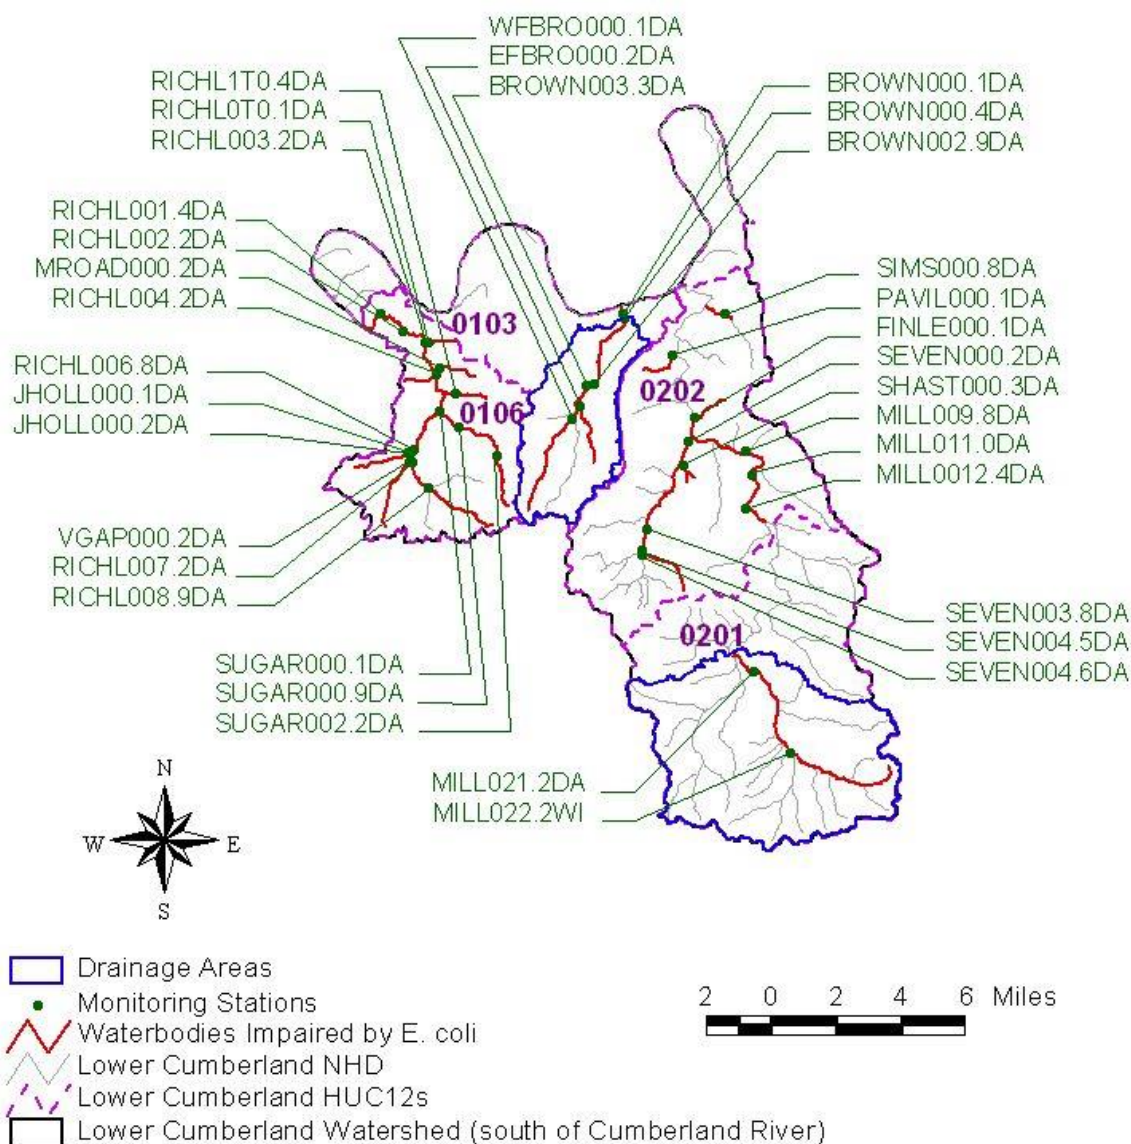 WFBRO000.1DA
EFBRO000.2DA
BROWN003.3DA
RICHL1T0.4DA
RICHL0T0.1DA
RICHL003.2DA
BROWN000.1DA
BROWN000.4DA
BROWN002.9DA
RICHL001.4DA
RICHL002.2DA
MROAD000.2DA
RICHL004.2DA
SIMS000.8DA
PAVIL000.1DA
FINLE000.1DA
SEVEN000.2DA
SHAST000.3DA
MILL009.8DA
MILL011.0DA
MILL0012.4DA
0103
0202
0106
RICHL006.8DA
JHOLL000.1DA
JHOLL000.2DA
VGAP000.2DA
RICHL007.2DA
RICHL008.9DA
SEVEN003.8DA
SEVEN004.5DA
SEVEN004.6DA
0201
SUGAR000.1DA
SUGAR000.9DA
SUGAR002.2DA
MILL021.2DA
MILL022.2WI
N
W E
S
Drainage Areas
Monitoring Stations
Waterbodies Impaired by E. coli
Lower Cumberland NHD
Lower Cumberland HUC12s
Lower Cumberland Watershed (south of Cumberland River)
2 0 2 4 6 Miles